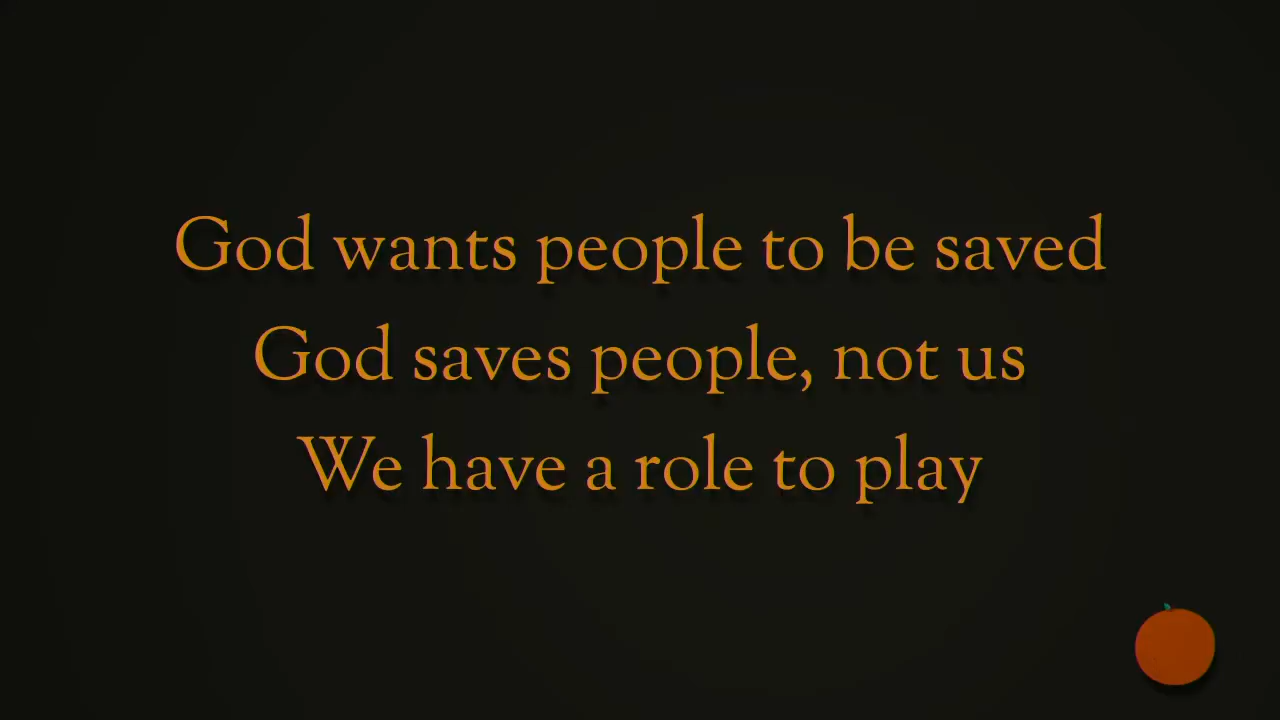 God wants people to be saved
God saves people, not us
We have a role to play